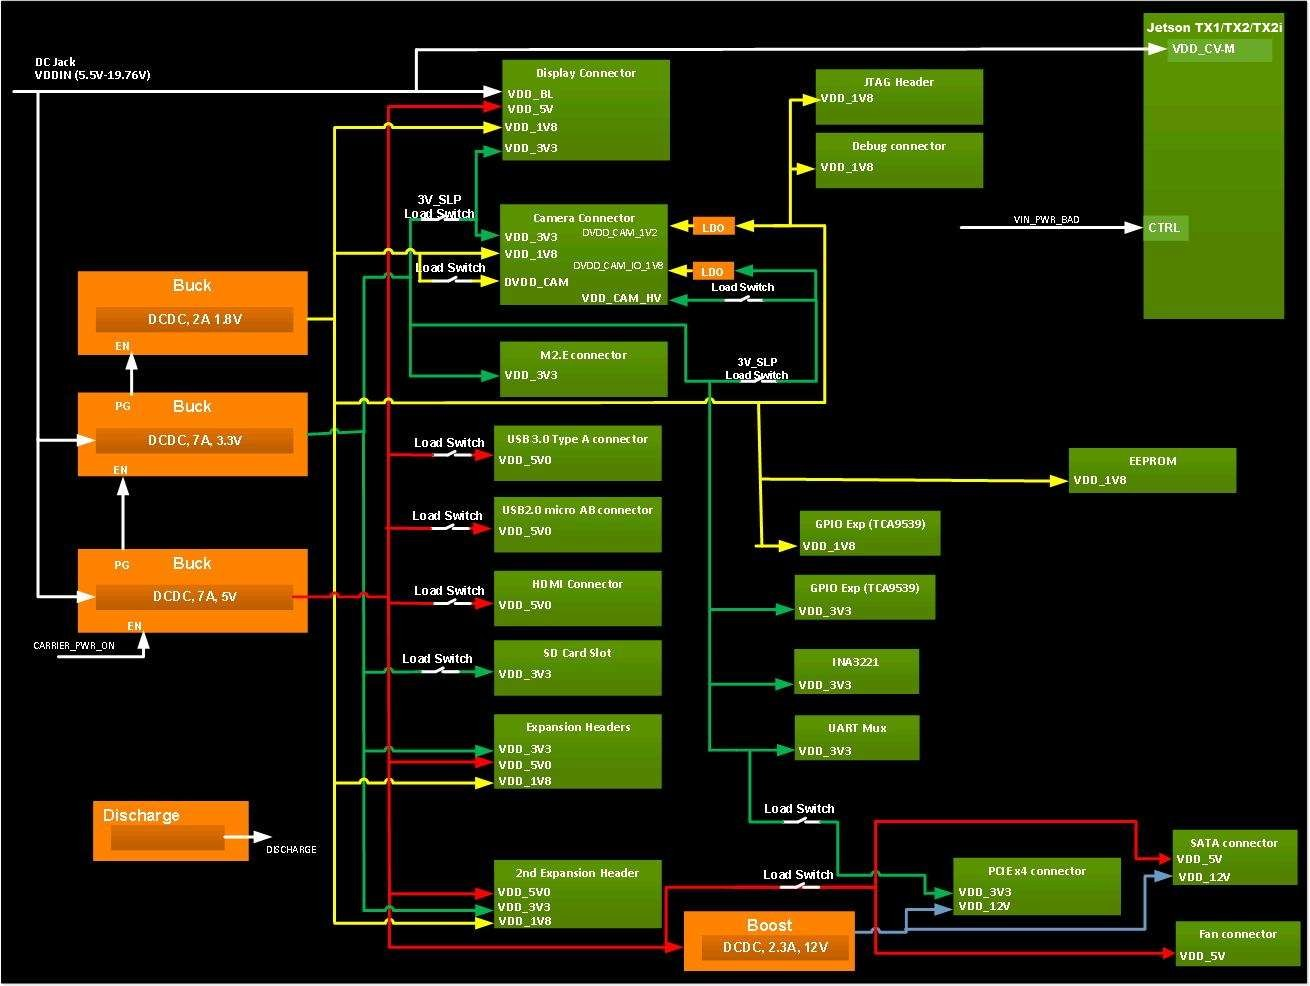 Jetson TX1/TX2/TX2i
VDD_CV-M
DC Jack
VDDIN (5.5V-19.76V)
Display Connector
VDD_BL
VDD_5V
VDD_1V8
VDD_3V3
JTAG Header
VDD_1V8
Debug connector
VDD_1V8
3V_SLP
Load Switch
Camera Connector
VDD_3V3
DVDD_CAM_1V2
VDD_1V8
DVDD_CAM_IO_1V8
DVDD_CAM
VDD_CAM_HV
LDO
LDO
Load Switch
Load Switch
VIN_PWR_BAD
CTRL
Buck
DCDC, 2A 1.8V
EN
M2.E connector
VDD_3V3
3V_SLP
Load Switch
PG
Buck
DCDC, 7A, 3.3V
EN
Load Switch
USB 3.0 Type A connector
VDD_5V0
EEPROM
VDD_1V8
Load Switch
USB2.0 micro AB connector
VDD_5V0
GPIO Exp (TCA9539)
VDD_1V8
PG
Buck
DCDC, 7A, 5V
EN
CARRIER_PWR_ON
Load Switch
HDMI Connector
VDD_5V0
GPIO Exp (TCA9539)
VDD_3V3
Load Switch
SD Card Slot
VDD_3V3
INA3221
VDD_3V3
Expansion Headers
VDD_3V3
VDD_5V0
VDD_1V8
UART Mux
VDD_3V3
Discharge
DISCHARGE
Load Switch
2nd Expansion Header
VDD_5V0
VDD_3V3
VDD_1V8
Load Switch
PCIE x4 connector
VDD_3V3
VDD_12V
SATA connector
VDD_5V
VDD_12V
Boost
DCDC, 2.3A, 12V
Fan connector
VDD_5V